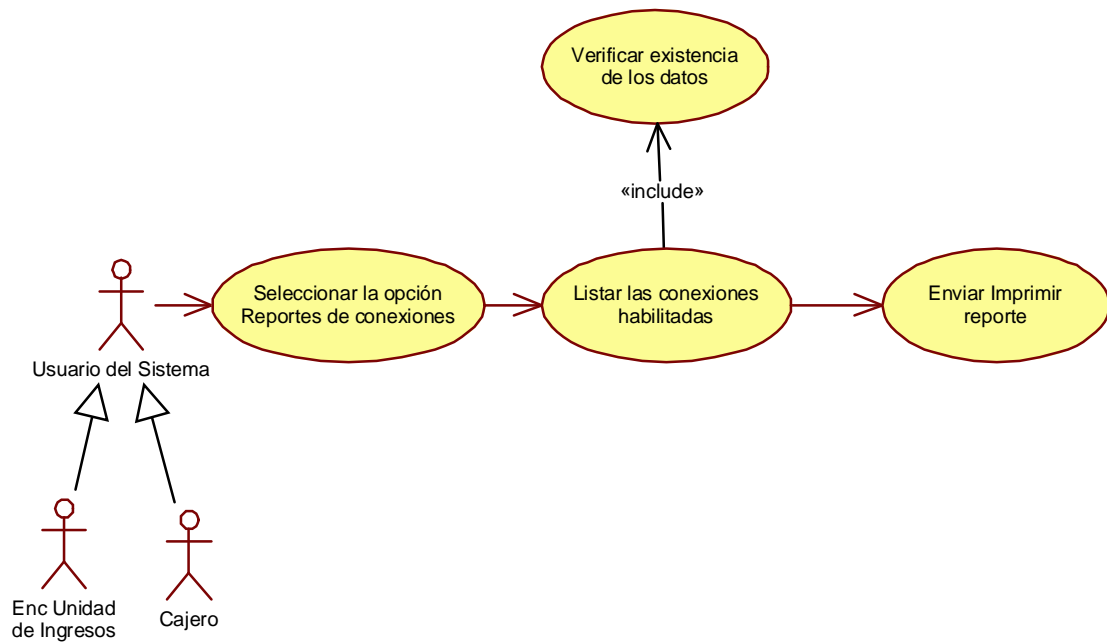 Verificar existencia
de los datos
«include»
Seleccionar la opción
Reportes de conexiones
Listar las conexiones
habilitadas
Enviar Imprimir
reporte
Usuario del Sistema
Enc Unidad
de Ingresos
Cajero